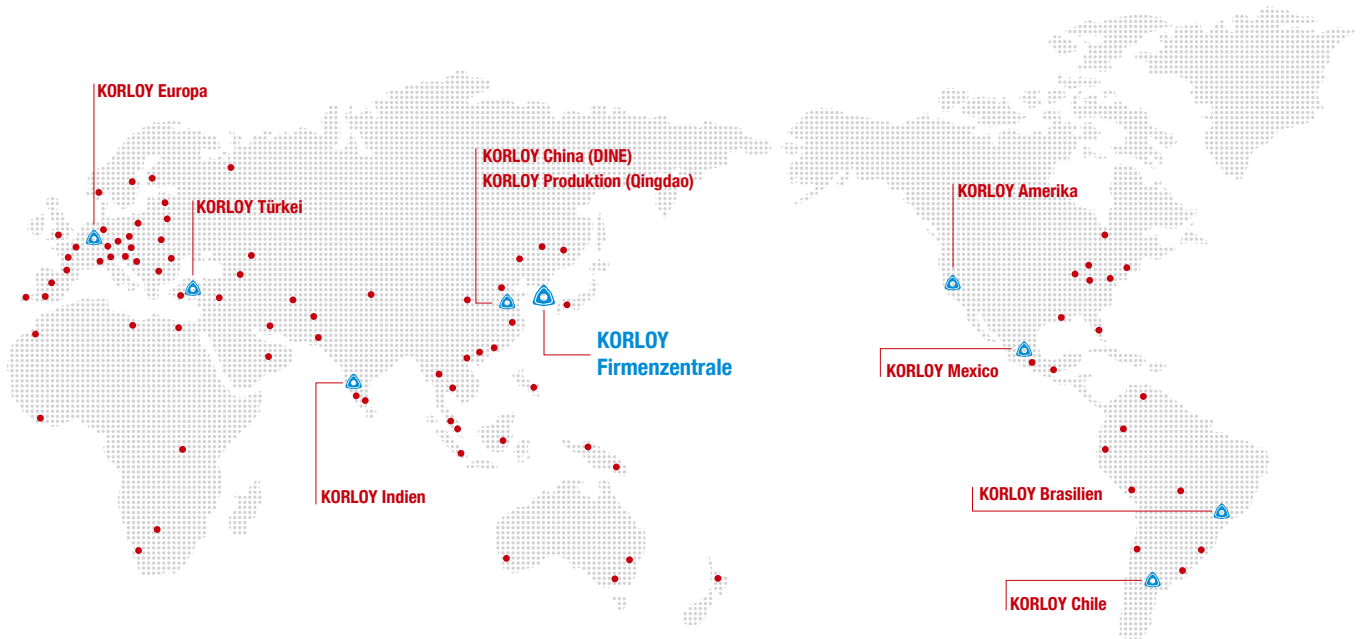 KORLOY Europa
KORLOY China (DINE)
KORLOY Produktion (Qingdao)
KORLOY Amerika
KORLOY Türkei
KORLOY
Firmenzentrale
KORLOY Mexico
KORLOY Indien
KORLOY Brasilien
KORLOY Chile